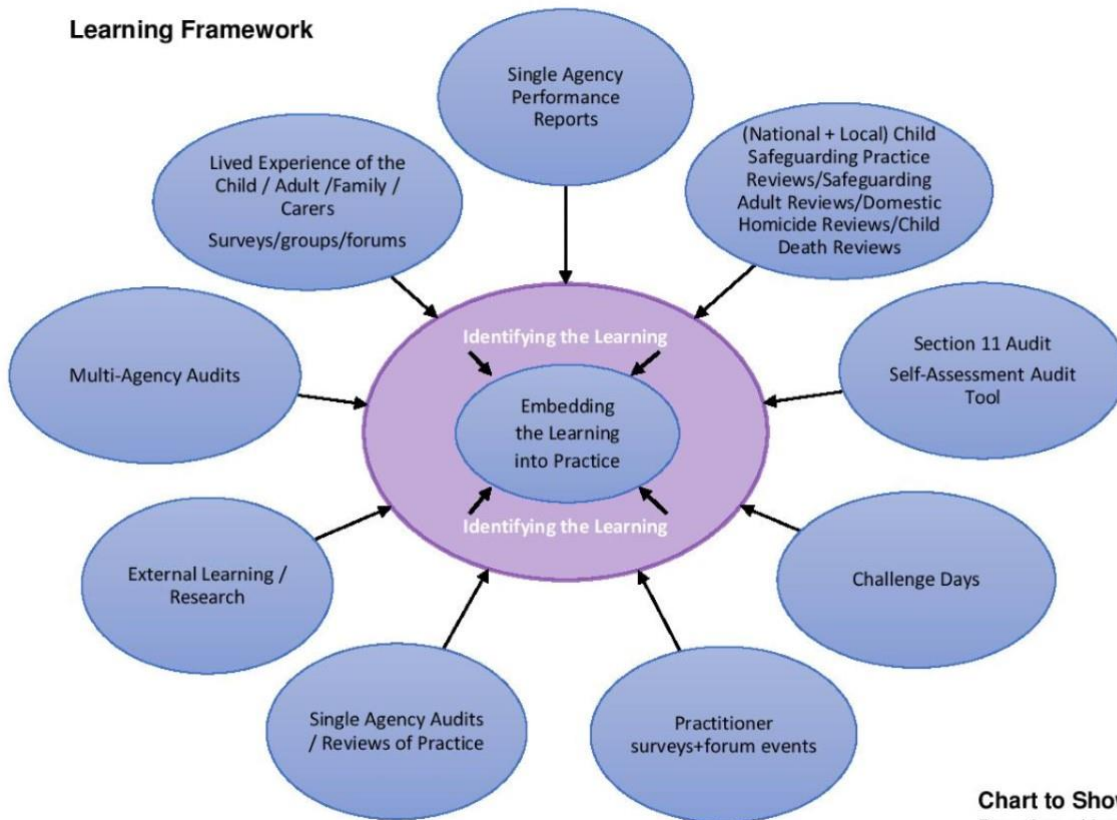 Learning Framework
Single Agency
Performance
Reports
(National + Local) Child
Safeguarding Practice
Reviews/Safeguarding
Adult Reviews/Domestic
Homicide Reviews/Child
Death Reviews
Lived Experience of the
Child / Adult /Family /
Carers
Surveys/groups/forums
Identifying the Learning
Section 11 Audit
Self-Assessment Audit
Tool
Multi-Agency Audits
Embedding
the Learning
into Practice
Identifying the Learning
External Learning /
Research
Challenge Days
Single Agency Audits
/ Reviews of Practice
Practitioner
surveys+forum events
Chart to Sho